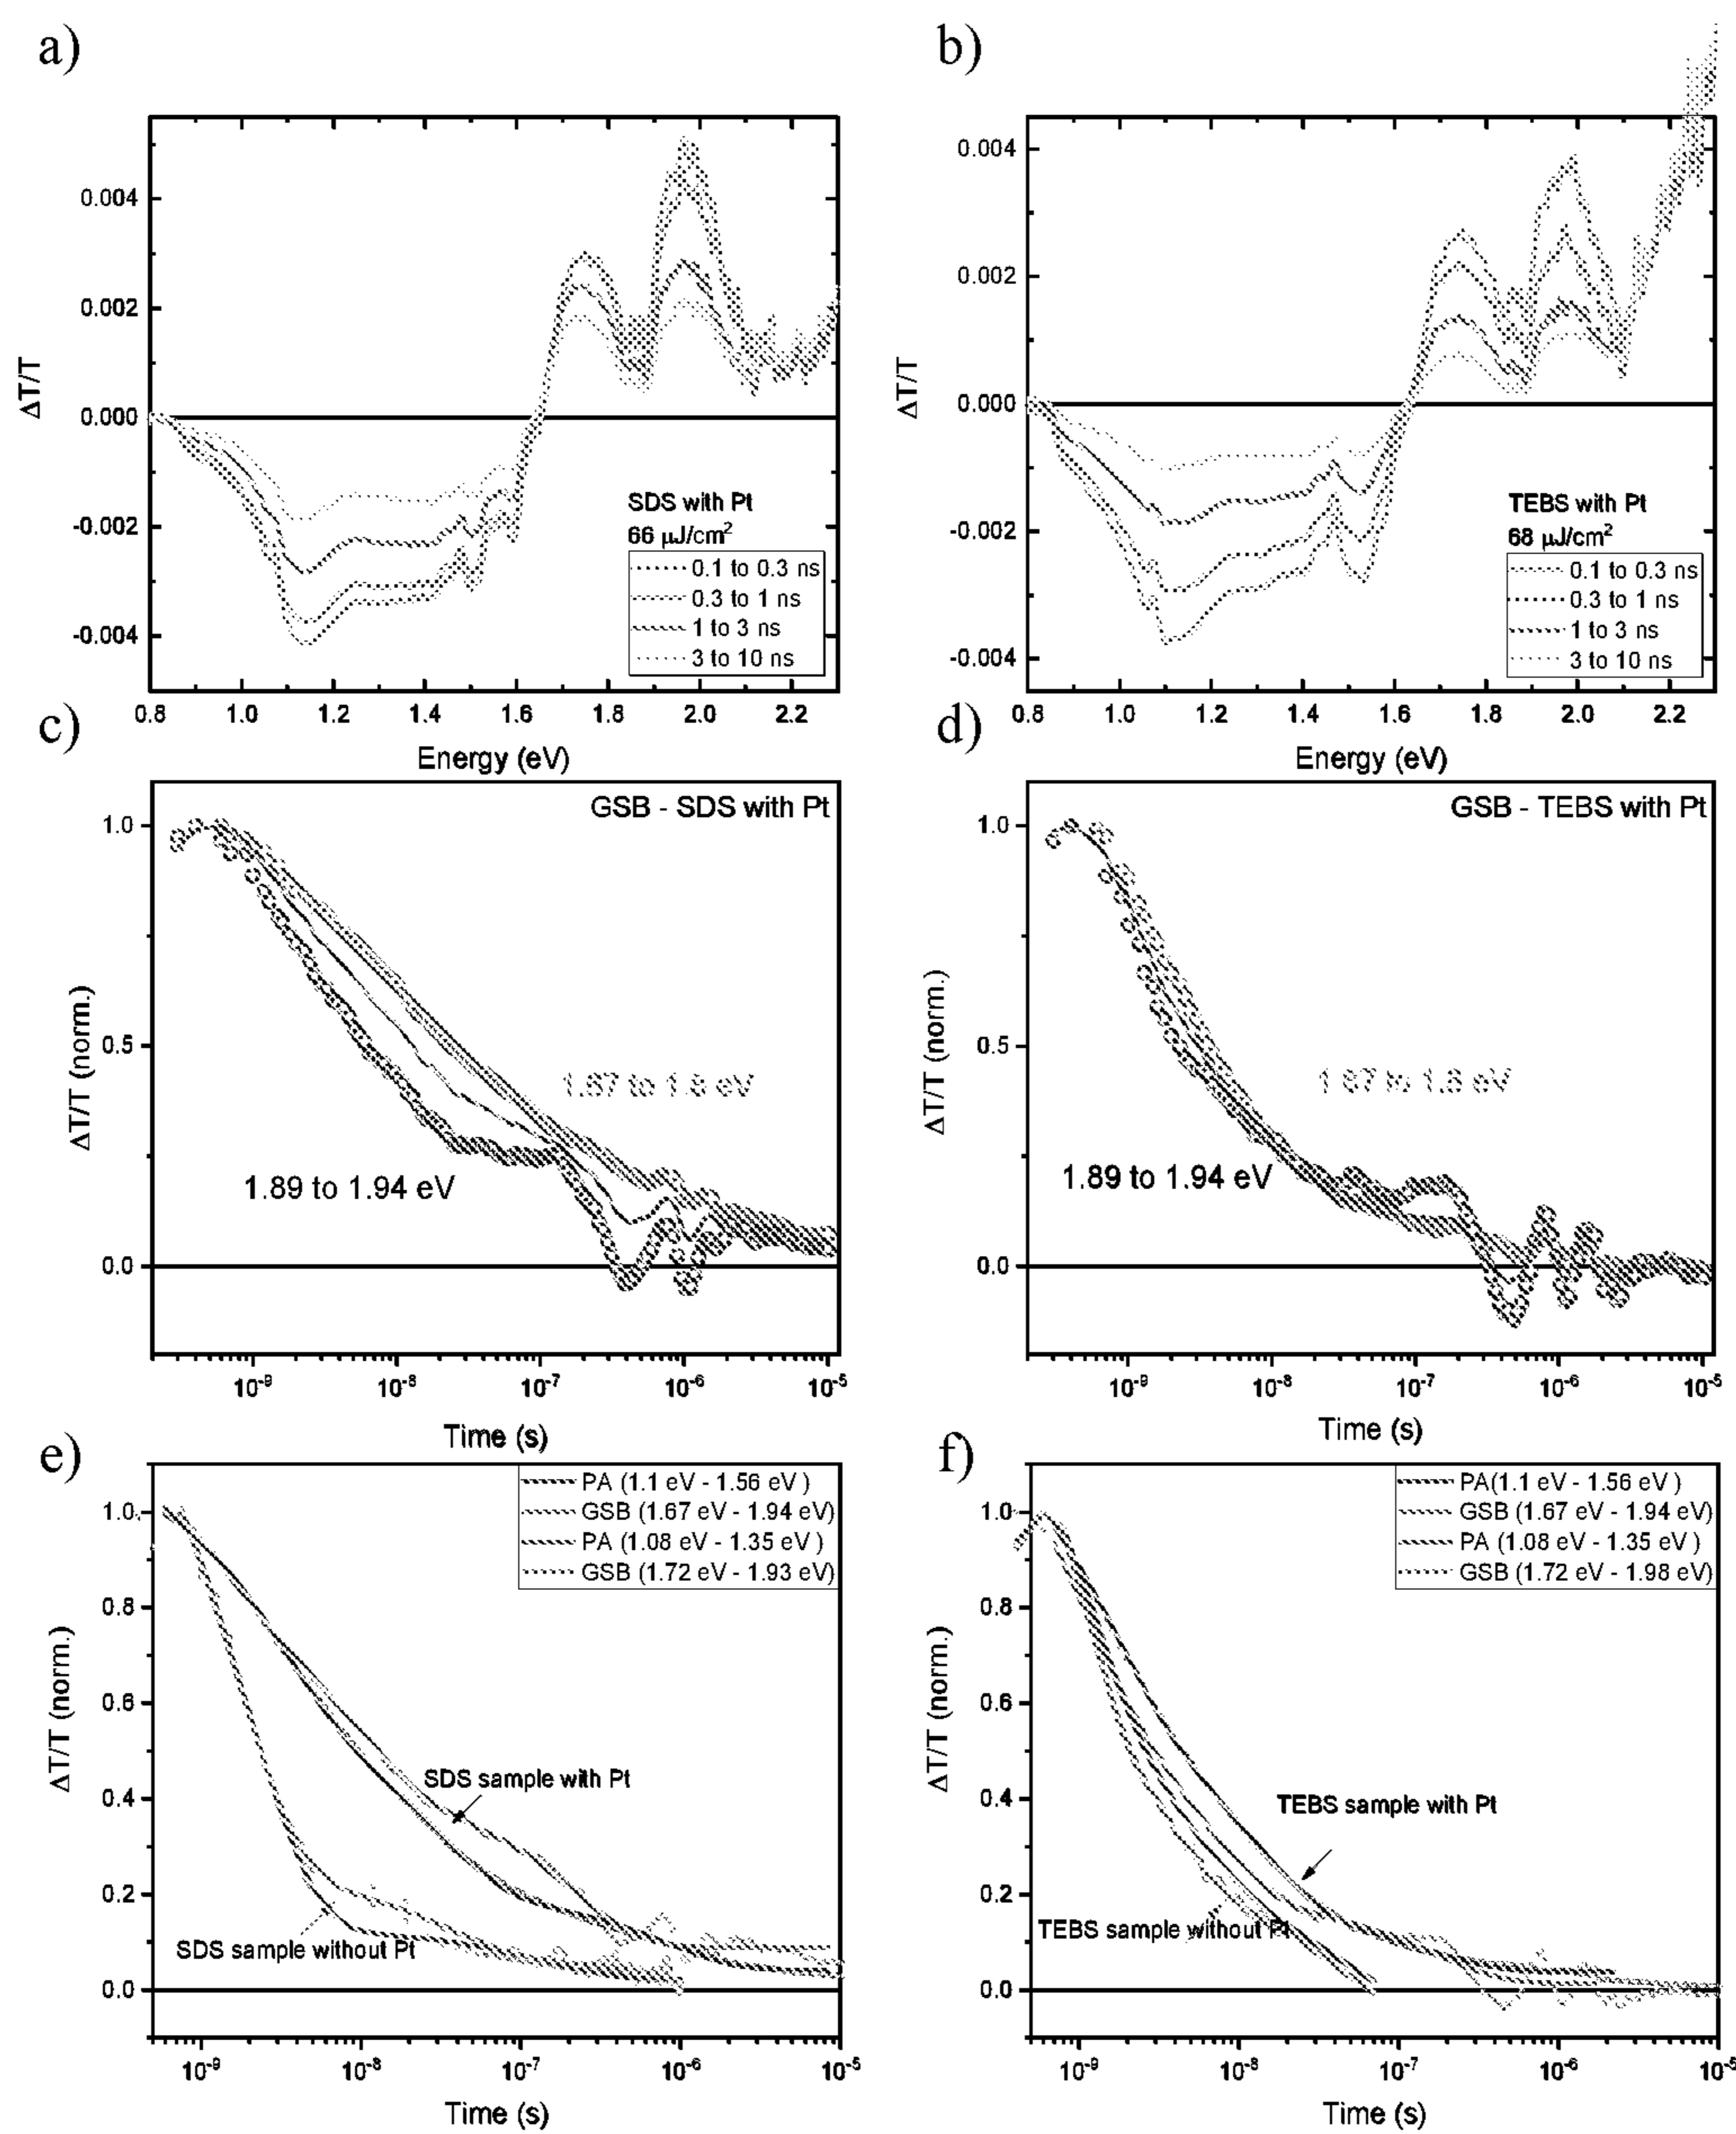 a)
ΔT/T
0.004
0.002
0.000
-0.002
-0.004
SDS with Pt
66 μJ/cm²
0.1 to 0.3 ns
0.3 to 1 ns
1 to 3 ns
3 to 10 ns
0.8 1.0 1.2 1.4 1.6 1.8 2.0 2.2
Energy (eV)
b)
ΔT/T
0.004
0.002
0.000
-0.002
-0.004
TEBS with Pt
68 μJ/cm²
0.1 to 0.3 ns
0.3 to 1 ns
1 to 3 ns
3 to 10 ns
0.8 1.0 1.2 1.4 1.6 1.8 2.0 2.2
Energy (eV)
c)
GSB - SDS with Pt
ΔT/T (norm.)
1.0
0.5
0.0
1.67 to 1.8 eV
1.89 to 1.94 eV
10⁻⁹ 10⁻⁸ 10⁻⁷ 10⁻⁶ 10⁻⁵
Time (s)
d)
GSB - TEBS with Pt
ΔT/T (norm.)
1.0
0.5
0.0
1.67 to 1.8 eV
1.89 to 1.94 eV
10⁻⁹ 10⁻⁸ 10⁻⁷ 10⁻⁶ 10⁻⁵
Time (s)
e)
PA (1.1 eV - 1.56 eV )
GSB (1.67 eV - 1.94 eV)
PA (1.08 eV - 1.35 eV )
GSB (1.72 eV - 1.93 eV)
ΔT/T (norm.)
1.0
0.8
0.6
0.4
0.2
0.0
SDS sample with Pt
SDS sample without Pt
10⁻⁹ 10⁻⁸ 10⁻⁷ 10⁻⁶ 10⁻⁵
Time (s)
f)
PA(1.1 eV - 1.56 eV )
GSB (1.67 eV - 1.94 eV)
PA (1.08 eV - 1.35 eV )
GSB (1.72 eV - 1.98 eV)
ΔT/T (norm.)
1.0
0.8
0.6
0.4
0.2
0.0
TEBS sample with Pt
TEBS sample without Pt
10⁻⁹ 10⁻⁸ 10⁻⁷ 10⁻⁶ 10⁻⁵
Time (s)